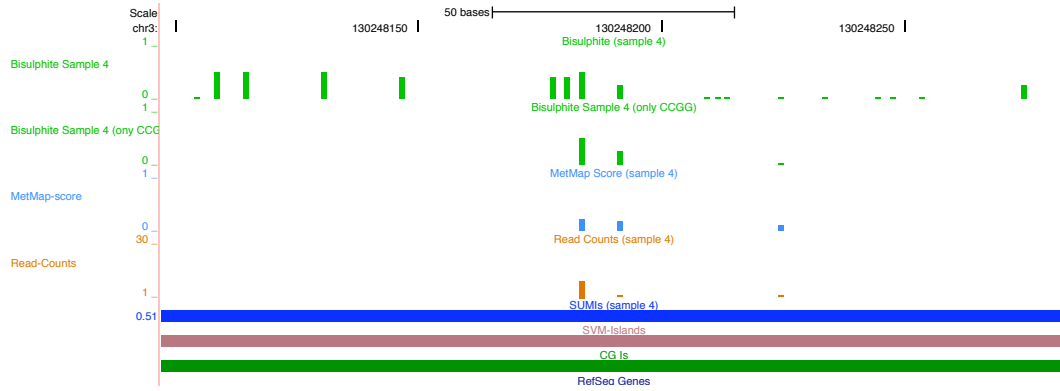 Scale 50 bases
chr3: 130248150 130248200 130248250
1 _ Bisulphite (sample 4)
Bisulphite Sample 4
0 _
Bisulphite Sample 4 (only CCGG)
1 _
Bisulphite Sample 4 (ony CCG
0 _
MetMap Score (sample 4)
1 _
MetMap-score
0 _
Read Counts (sample 4)
30 _
Read-Counts
1 _
SUMIs (sample 4)
0.51
SVM-Islands
CG Is
RefSeq Genes